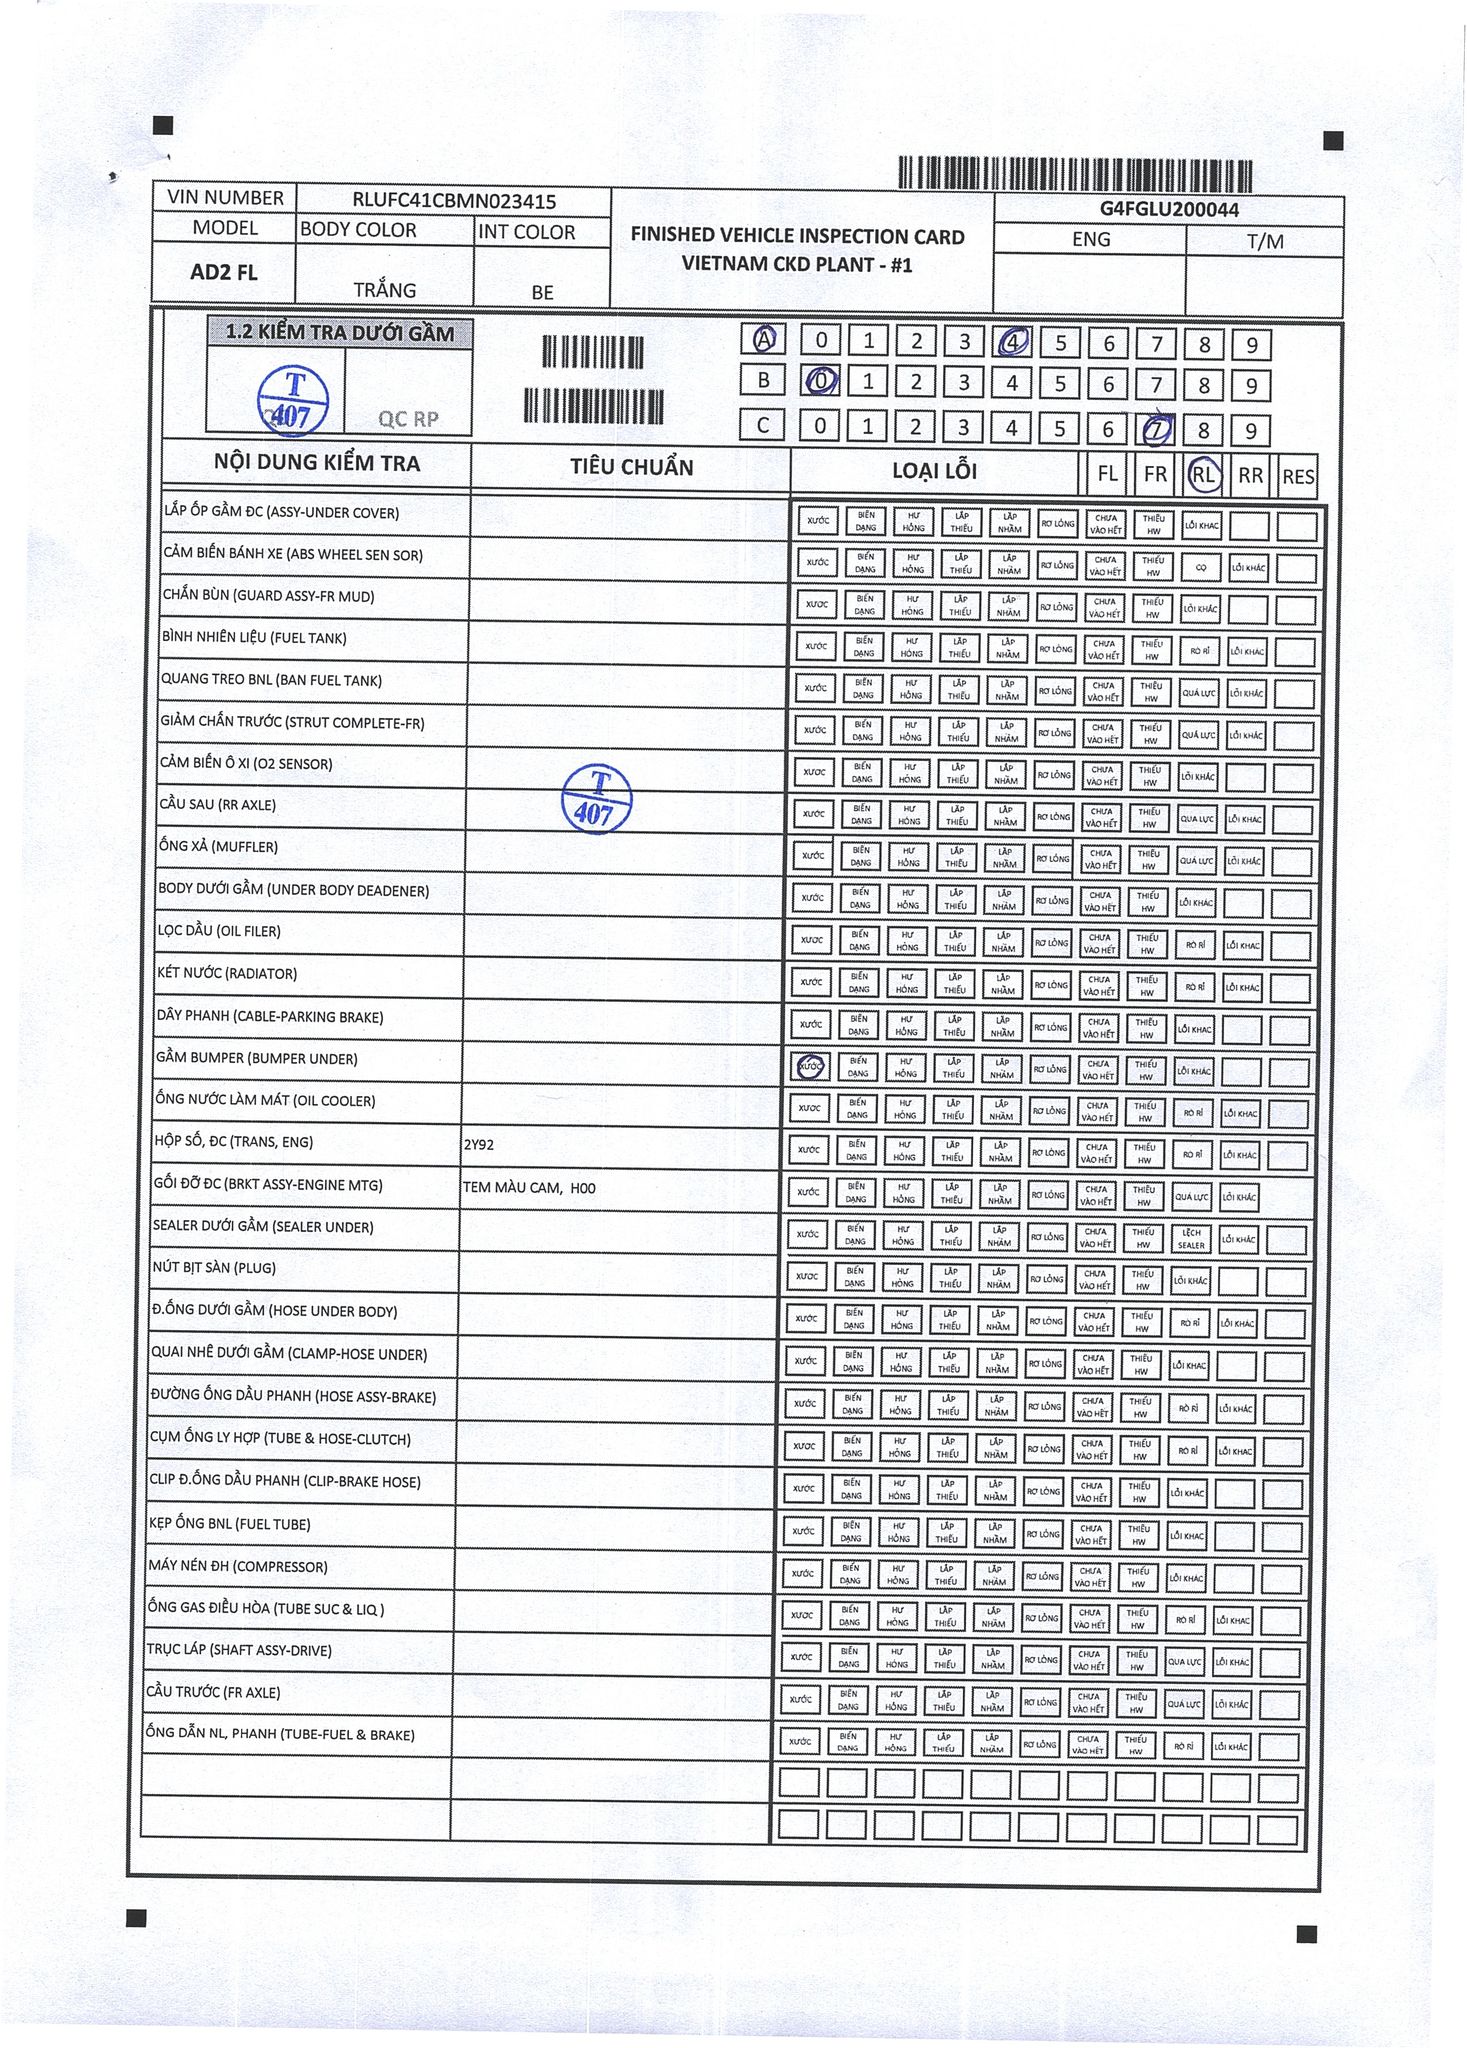 VIN NUMBER RLUFC41CBMN023415 FINISHED VEHICLE INSPECTION CARD VIETNAM CKD PLANT - #1 G4FGLU200044
MODEL BODY COLOR INT COLOR ENG T/M
AD2 FL TRẮNG BE
1.2 KIỂM TRA DƯỚI GẦM
T
407
QC RP
A 0 1 2 3 4 5 6 7 8 9
B 0 1 2 3 4 5 6 7 8 9
C 0 1 2 3 4 5 6 7 8 9
NỘI DUNG KIỂM TRA TIÊU CHUẨN LOẠI LỖI FL FR RL RR RES
LẮP ỐP GẦM ĐC (ASSY-UNDER COVER) XƯỚC BIẾN DẠNG HƯ HỎNG LẮP THIẾU LẮP NHẦM RƠ LỎNG CHƯA VÀO HẾT THIẾU HW LỖI KHÁC
CẢM BIẾN BÁNH XE (ABS WHEEL SEN SOR) XƯỚC BIẾN DẠNG HƯ HỎNG LẮP THIẾU LẮP NHẦM RƠ LỎNG CHƯA VÀO HẾT THIẾU HW CỌ LỖI KHÁC
CHẮN BÙN (GUARD ASSY-FR MUD) XƯỚC BIẾN DẠNG HƯ HỎNG LẮP THIẾU LẮP NHẦM RƠ LỎNG CHƯA VÀO HẾT THIẾU HW LỖI KHÁC
BÌNH NHIÊN LIỆU (FUEL TANK) XƯỚC BIẾN DẠNG HƯ HỎNG LẮP THIẾU LẮP NHẦM RƠ LỎNG CHƯA VÀO HẾT THIẾU HW RÒ RỈ LỖI KHÁC
QUANG TREO BNL (BAN FUEL TANK) XƯỚC BIẾN DẠNG HƯ HỎNG LẮP THIẾU LẮP NHẦM RƠ LỎNG CHƯA VÀO HẾT THIẾU HW QUÁ LỰC LỖI KHÁC
GIẢM CHẤN TRƯỚC (STRUT COMPLETE-FR) XƯỚC BIẾN DẠNG HƯ HỎNG LẮP THIẾU LẮP NHẦM RƠ LỎNG CHƯA VÀO HẾT THIẾU HW QUÁ LỰC LỖI KHÁC
CẢM BIẾN Ô XI (O2 SENSOR) XƯỚC BIẾN DẠNG HƯ HỎNG LẮP THIẾU LẮP NHẦM RƠ LỎNG CHƯA VÀO HẾT THIẾU HW LỖI KHÁC
T
407
CẦU SAU (RR AXLE) XƯỚC BIẾN DẠNG HƯ HỎNG LẮP THIẾU LẮP NHẦM RƠ LỎNG CHƯA VÀO HẾT THIẾU HW QUÁ LỰC LỖI KHÁC
ỐNG XẢ (MUFFLER) XƯỚC BIẾN DẠNG HƯ HỎNG LẮP THIẾU LẮP NHẦM RƠ LỎNG CHƯA VÀO HẾT THIẾU HW QUÁ LỰC LỖI KHÁC
BODY DƯỚI GẦM (UNDER BODY DEADENER) XƯỚC BIẾN DẠNG HƯ HỎNG LẮP THIẾU LẮP NHẦM RƠ LỎNG CHƯA VÀO HẾT THIẾU HW LỖI KHÁC
LỌC DẦU (OIL FILER) XƯỚC BIẾN DẠNG HƯ HỎNG LẮP THIẾU LẮP NHẦM RƠ LỎNG CHƯA VÀO HẾT THIẾU HW RÒ RỈ LỖI KHÁC
KÉT NƯỚC (RADIATOR) XƯỚC BIẾN DẠNG HƯ HỎNG LẮP THIẾU LẮP NHẦM RƠ LỎNG CHƯA VÀO HẾT THIẾU HW RÒ RỈ LỖI KHÁC
DÂY PHANH (CABLE-PARKING BRAKE) XƯỚC BIẾN DẠNG HƯ HỎNG LẮP THIẾU LẮP NHẦM RƠ LỎNG CHƯA VÀO HẾT THIẾU HW LỖI KHÁC
GẦM BUMPER (BUMPER UNDER) XƯỚC BIẾN DẠNG HƯ HỎNG LẮP THIẾU LẮP NHẦM RƠ LỎNG CHƯA VÀO HẾT THIẾU HW LỖI KHÁC
ỐNG NƯỚC LÀM MÁT (OIL COOLER) XƯỚC BIẾN DẠNG HƯ HỎNG LẮP THIẾU LẮP NHẦM RƠ LỎNG CHƯA VÀO HẾT THIẾU HW RÒ RỈ LỖI KHÁC
HỘP SỐ, ĐC (TRANS, ENG) 2Y92 XƯỚC BIẾN DẠNG HƯ HỎNG LẮP THIẾU LẮP NHẦM RƠ LỎNG CHƯA VÀO HẾT THIẾU HW RÒ RỈ LỖI KHÁC
GỐI ĐỠ ĐC (BRKT ASSY-ENGINE MTG) TEM MÀU CAM, H00 XƯỚC BIẾN DẠNG HƯ HỎNG LẮP THIẾU LẮP NHẦM RƠ LỎNG CHƯA VÀO HẾT THIẾU HW QUÁ LỰC LỖI KHÁC
SEALER DƯỚI GẦM (SEALER UNDER) XƯỚC BIẾN DẠNG HƯ HỎNG LẮP THIẾU LẮP NHẦM RƠ LỎNG CHƯA VÀO HẾT THIẾU HW LỆCH SEALER LỖI KHÁC
NÚT BỊT SÀN (PLUG) XƯỚC BIẾN DẠNG HƯ HỎNG LẮP THIẾU LẮP NHẦM RƠ LỎNG CHƯA VÀO HẾT THIẾU HW LỖI KHÁC
Đ.ỐNG DƯỚI GẦM (HOSE UNDER BODY) XƯỚC BIẾN DẠNG HƯ HỎNG LẮP THIẾU LẮP NHẦM RƠ LỎNG CHƯA VÀO HẾT THIẾU HW RÒ RỈ LỖI KHÁC
QUAI NHÊ DƯỚI GẦM (CLAMP-HOSE UNDER) XƯỚC BIẾN DẠNG HƯ HỎNG LẮP THIẾU LẮP NHẦM RƠ LỎNG CHƯA VÀO HẾT THIẾU HW LỖI KHÁC
ĐƯỜNG ỐNG DẦU PHANH (HOSE ASSY-BRAKE) XƯỚC BIẾN DẠNG HƯ HỎNG LẮP THIẾU LẮP NHẦM RƠ LỎNG CHƯA VÀO HẾT THIẾU HW RÒ RỈ LỖI KHÁC
CỤM ỐNG LY HỢP (TUBE & HOSE-CLUTCH) XƯỚC BIẾN DẠNG HƯ HỎNG LẮP THIẾU LẮP NHẦM RƠ LỎNG CHƯA VÀO HẾT THIẾU HW RÒ RỈ LỖI KHÁC
CLIP Đ.ỐNG DẦU PHANH (CLIP-BRAKE HOSE) XƯỚC BIẾN DẠNG HƯ HỎNG LẮP THIẾU LẮP NHẦM RƠ LỎNG CHƯA VÀO HẾT THIẾU HW LỖI KHÁC
KẸP ỐNG BNL (FUEL TUBE) XƯỚC BIẾN DẠNG HƯ HỎNG LẮP THIẾU LẮP NHẦM RƠ LỎNG CHƯA VÀO HẾT THIẾU HW LỖI KHÁC
MÁY NÉN ĐH (COMPRESSOR) XƯỚC BIẾN DẠNG HƯ HỎNG LẮP THIẾU LẮP NHẦM RƠ LỎNG CHƯA VÀO HẾT THIẾU HW LỖI KHÁC
ỐNG GAS ĐIỀU HÒA (TUBE SUC & LIQ ) XƯỚC BIẾN DẠNG HƯ HỎNG LẮP THIẾU LẮP NHẦM RƠ LỎNG CHƯA VÀO HẾT THIẾU HW RÒ RỈ LỖI KHÁC
TRỤC LÁP (SHAFT ASSY-DRIVE) XƯỚC BIẾN DẠNG HƯ HỎNG LẮP THIẾU LẮP NHẦM RƠ LỎNG CHƯA VÀO HẾT THIẾU HW QUÁ LỰC LỖI KHÁC
CẦU TRƯỚC (FR AXLE) XƯỚC BIẾN DẠNG HƯ HỎNG LẮP THIẾU LẮP NHẦM RƠ LỎNG CHƯA VÀO HẾT THIẾU HW QUÁ LỰC LỖI KHÁC
ỐNG DẪN NL, PHANH (TUBE-FUEL & BRAKE) XƯỚC BIẾN DẠNG HƯ HỎNG LẮP THIẾU LẮP NHẦM RƠ LỎNG CHƯA VÀO HẾT THIẾU HW RÒ RỈ LỖI KHÁC